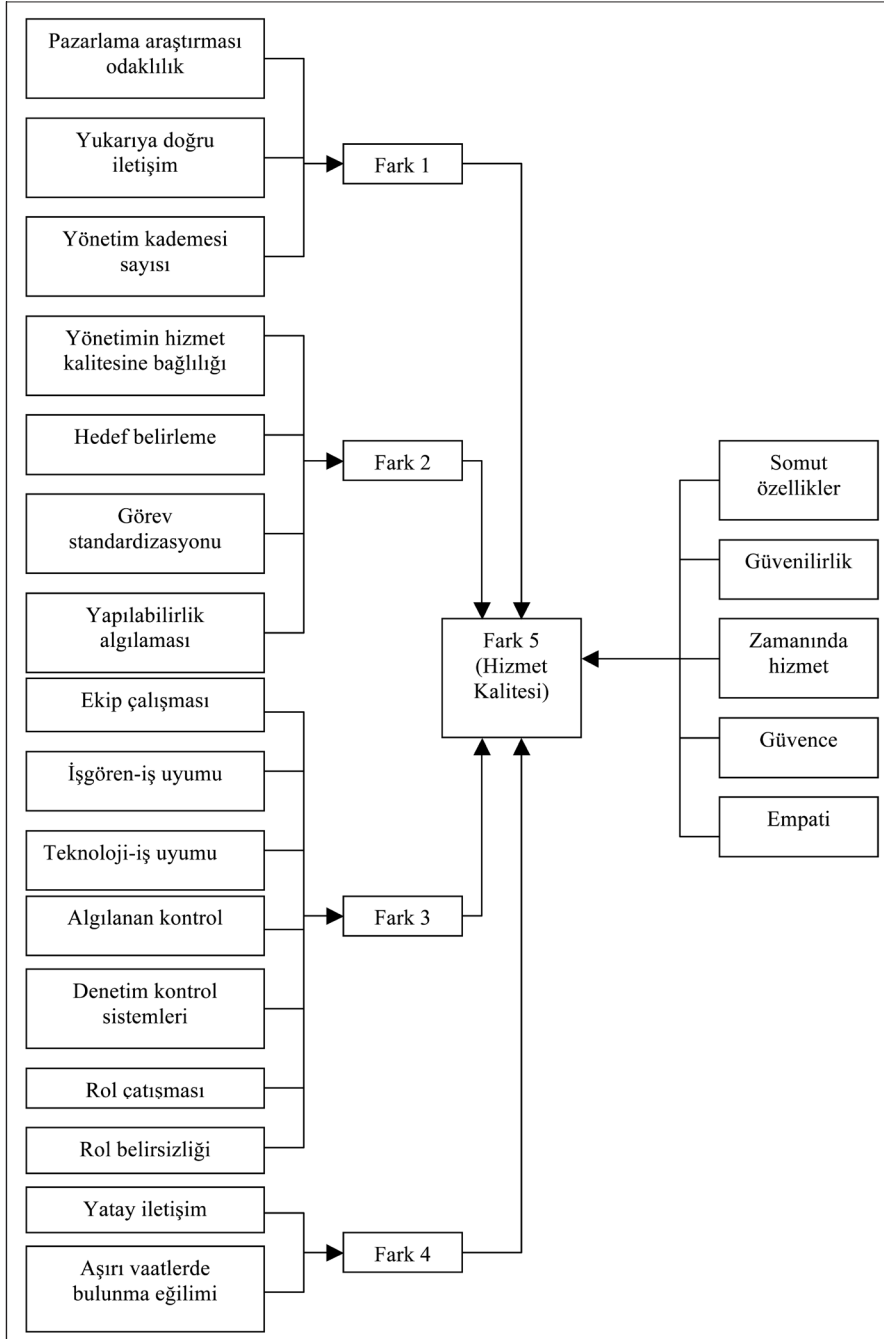 Pazarlama araştırması
odaklılık
Yukarıya doğru
iletişim
Fark 1
Yönetim kademesi
sayısı
Yönetimin hizmet
kalitesine bağlılığı
Hedef belirleme
Fark 2
Görev
standardizasyonu
Yapılabilirlik
algılaması
Ekip çalışması
İşgören-iş uyumu
Teknoloji-iş uyumu
Algılanan kontrol
Fark 3
Denetim kontrol
sistemleri
Rol çatışması
Rol belirsizliği
Yatay iletişim
Fark 4
Aşırı vaatlerde
bulunma eğilimi
Fark 5
(Hizmet
Kalitesi)
Somut
özellikler
Güvenilirlik
Zamanında
hizmet
Güvence
Empati